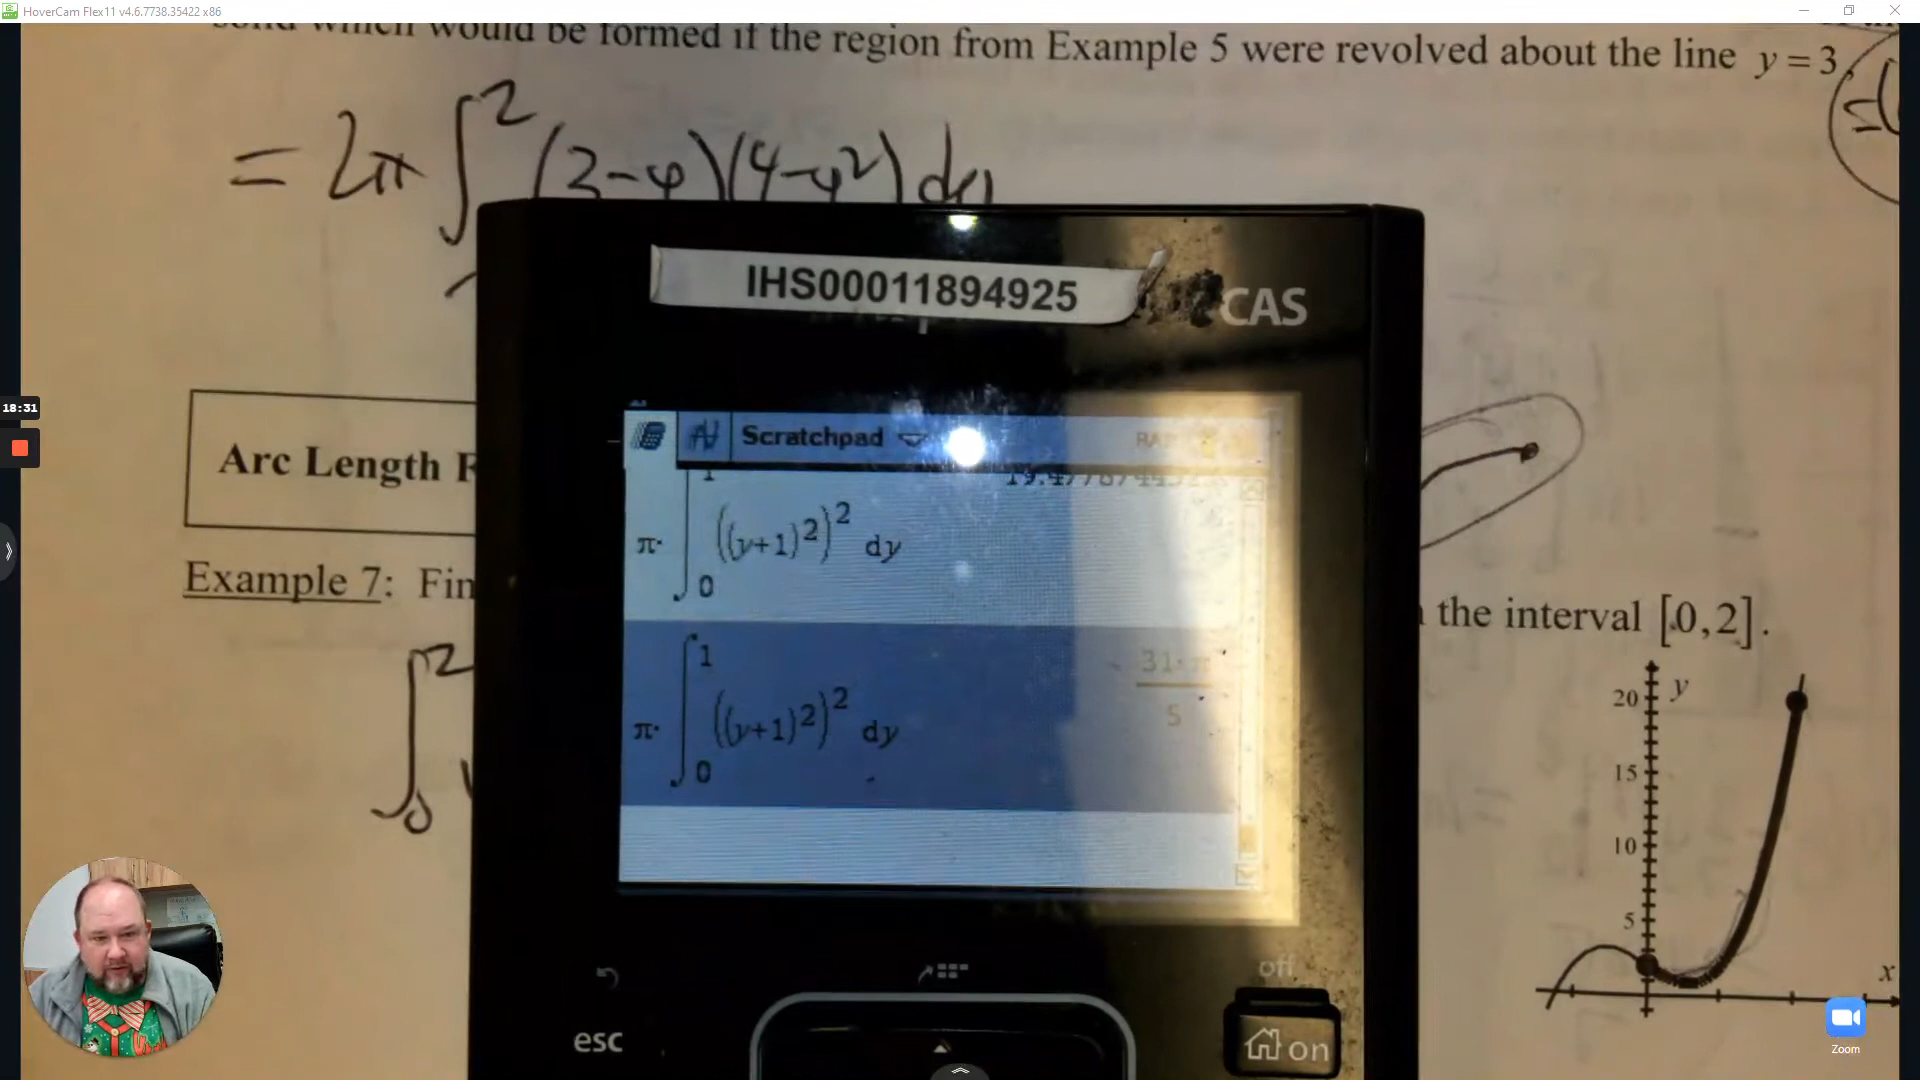 HoverCam Flex11 v4.6.7738.35422 x86
which would be formed if the region from Example 5 were revolved about the line y = 3
= 2π ∫ 2 (3-y)(4-y²) dy
IHS00011894925
CAS
18:31
Scratchpad
Arc Length F
π· ∫ 1 0 ((y+1)²)² dy
Example 7: Fin
the interval [0,2].
π· ∫ 1 0 ((y+1)²)² dy 31·π/5
∫ 2 0
20 y
15
10
5
x
off
esc
on
Zoom